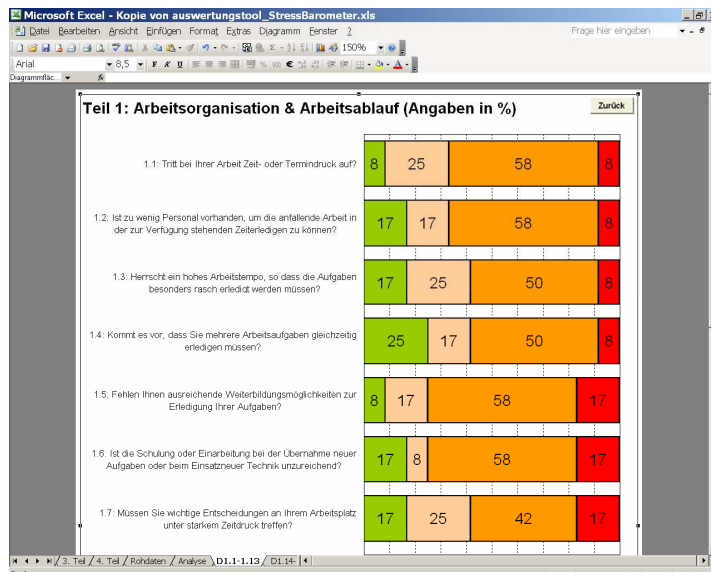 Microsoft Excel - Kopie von auswertungstool_StressBarometer.xls
Datei Bearbeiten Ansicht Einfügen Format Extras Diagramm Fenster ?
Frage hier eingeben
150%
Arial
8,5
F K U
Diagrammfläc...
fx
Teil 1: Arbeitsorganisation & Arbeitsablauf (Angaben in %)
Zurück
1.1: Tritt bei Ihrer Arbeit Zeit- oder Termindruck auf?
8 25 58 8
1.2: Ist zu wenig Personal vorhanden, um die anfallende Arbeit in
der zur Verfügung stehenden Zeiterledigen zu können?
17 17 58 8
1.3: Herrscht ein hohes Arbeitstempo, so dass die Aufgaben
besonders rasch erledigt werden müssen?
17 25 50 8
1.4: Kommt es vor, dass Sie mehrere Arbeitsaufgaben gleichzeitig
erledigen müssen?
25 17 50 8
1.5: Fehlen Ihnen ausreichende Weiterbildungsmöglichkeiten zur
Erledigung Ihrer Aufgaben?
8 17 58 17
1.6: Ist die Schulung oder Einarbeitung bei der Übernahme neuer
Aufgaben oder beim Einsatzneuer Technik unzureichend?
17 8 58 17
1.7: Müssen Sie wichtige Entscheidungen an Ihrem Arbeitsplatz
unter starkem Zeitdruck treffen?
17 25 42 17
3. Teil / 4. Teil / Rohdaten / Analyse \ D1.1-1.13 / D1.14-